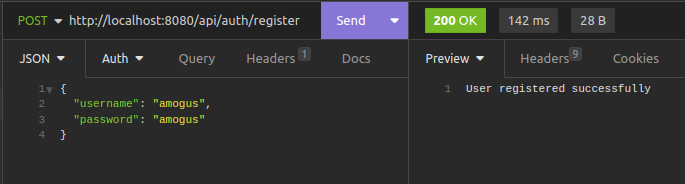 POST http://localhost:8080/api/auth/register Send 200 OK 142 ms 28 B
JSON Auth Query Headers 1 Docs Preview Headers 9 Cookies
1 {
2 "username": "amogus",
3 "password": "amogus"
4 }
1 User registered successfully